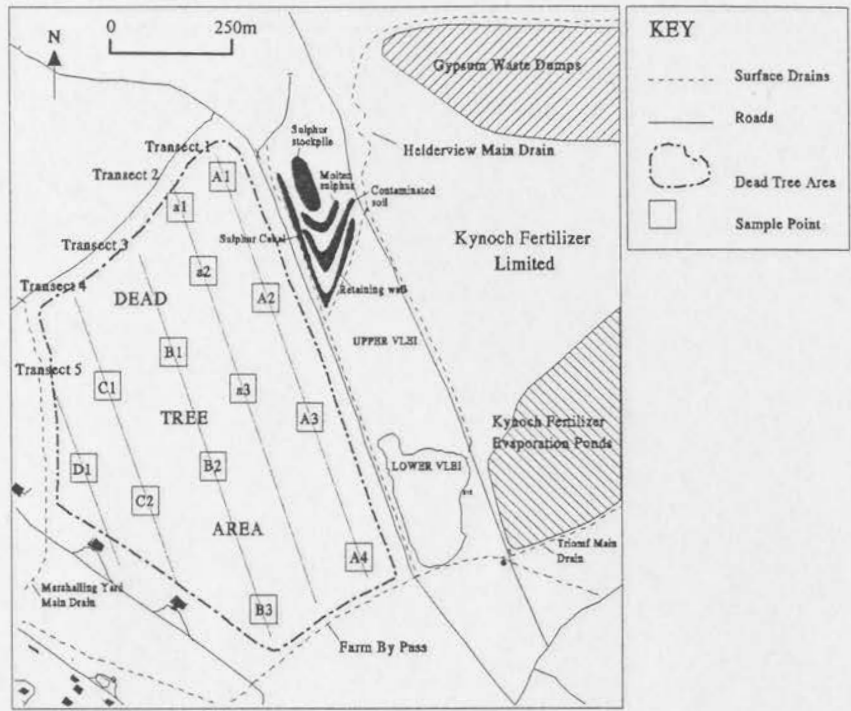 N
0
250m
Gypsum Waste Dumps
Sulphur
stockpile
Helderview Main Drain
Transect 1
Molten
sulphur
Contaminated
soil
Transect 2
A1
a1
Kynoch Fertilizer
Limited
Sulphur Canal
Transect 3
a2
Retaining wall
Transect 4
DEAD
A2
UPPER VLEI
B1
Transect 5
C1
a3
TREE
A3
Kynoch Fertilizer
Evaporation Ponds
D1
B2
LOWER VLEI
C2
AREA
A4
Triomf Main
Drain
Marshalling Yard
Main Drain
B3
Farm By Pass
KEY
Surface Drains
Roads
Dead Tree Area
Sample Point